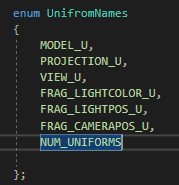 enum UnifromNames
{
MODEL_U,
PROJECTION_U,
VIEW_U,
FRAG_LIGHTCOLOR_U,
FRAG_LIGHTPOS_U,
FRAG_CAMERAPOS_U,
NUM_UNIFORMS
};